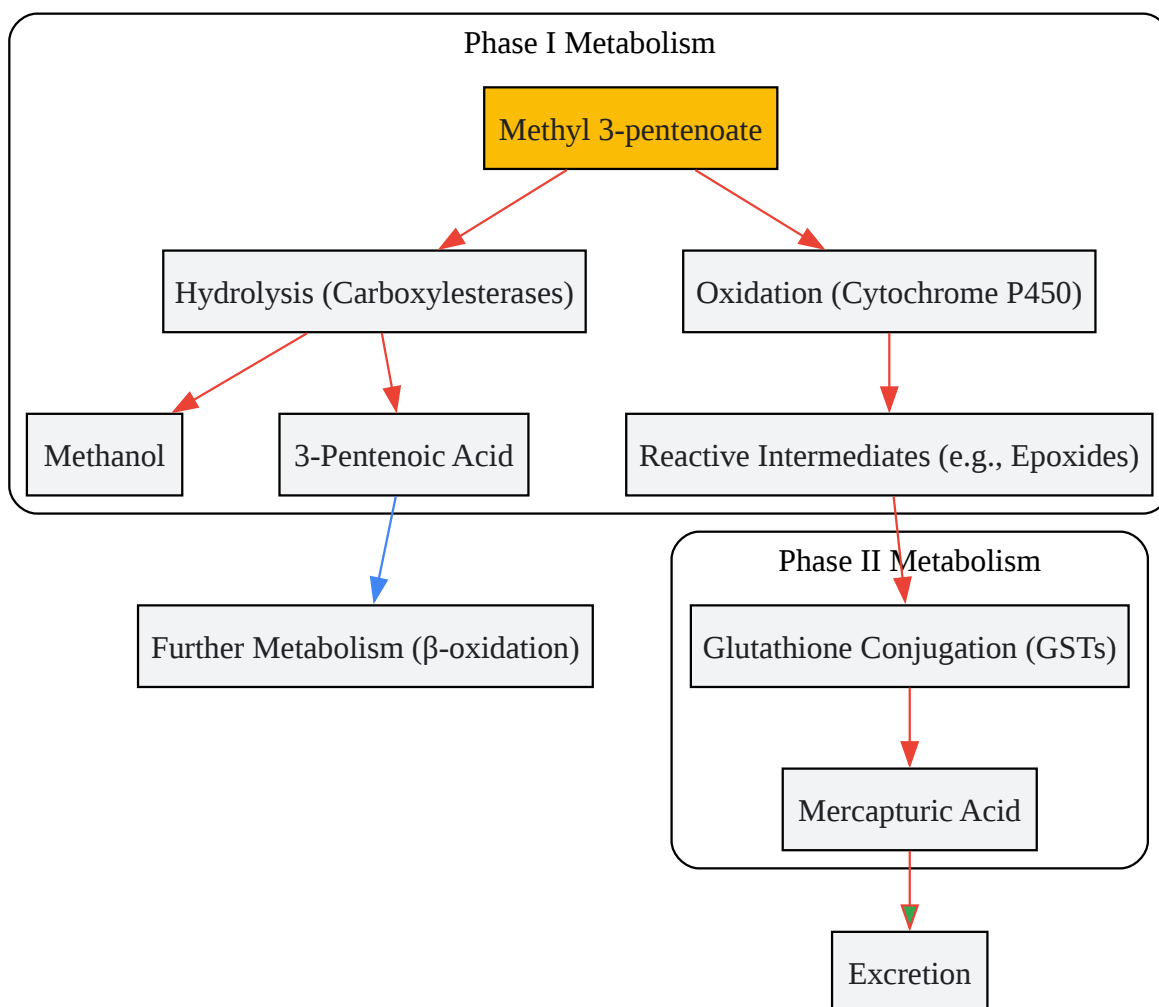 Phase I Metabolism
Methyl 3-pentenoate
Hydrolysis (Carboxylesterases)
Oxidation (Cytochrome P450)
Methanol
3-Pentenoic Acid
Reactive Intermediates (e.g., Epoxides)
Phase II Metabolism
Further Metabolism (β-oxidation)
Glutathione Conjugation (GSTs)
Mercapturic Acid
Excretion